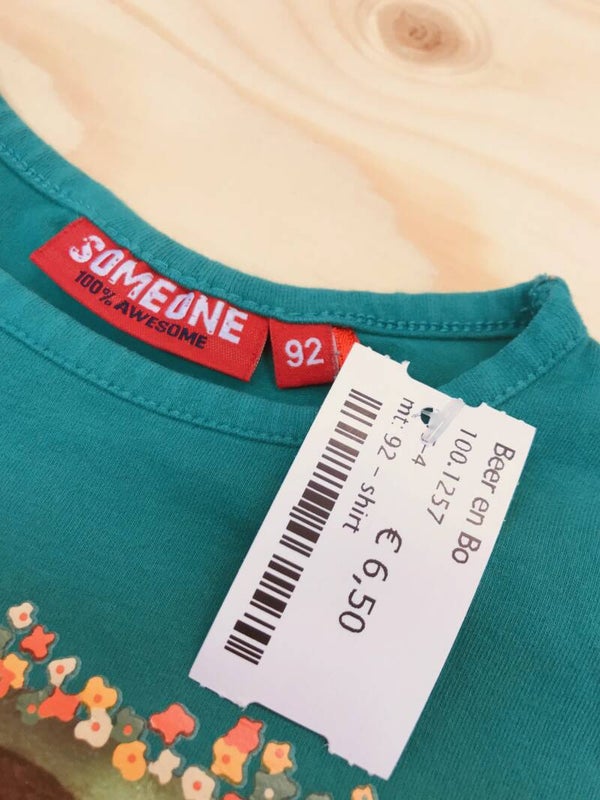 SOMEONE
100% AWESOME
92
Beer en Bo
100.1257
mt: 92 - shirt
€ 6,50